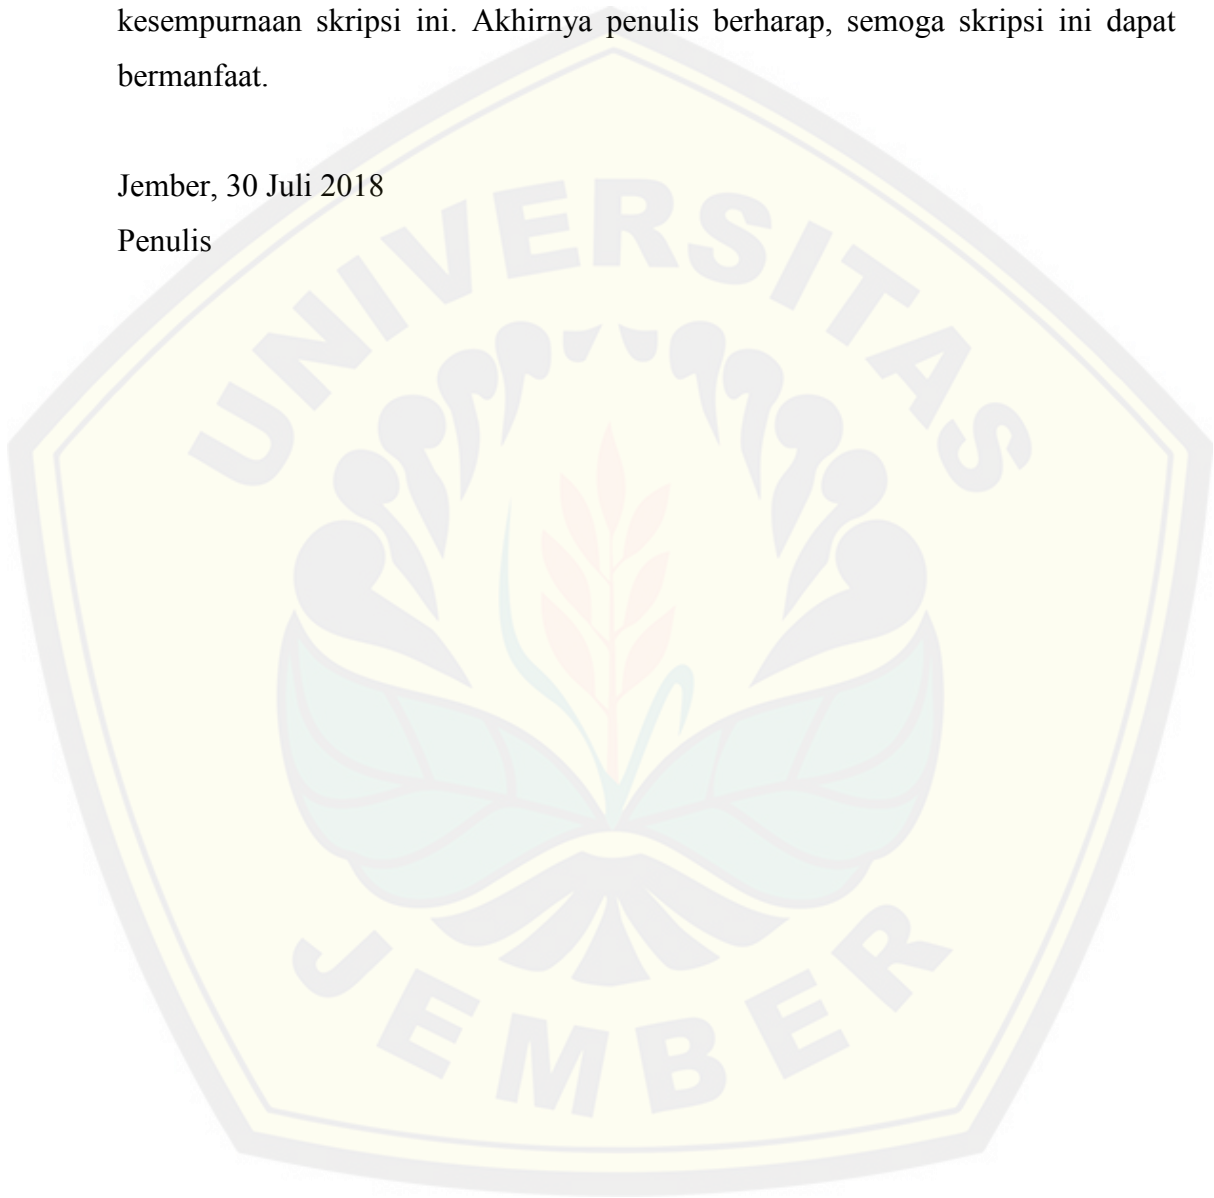 kesempurnaan skripsi ini. Akhirnya penulis berharap, semoga skripsi ini dapat
bermanfaat.
Jember, 30 Juli 2018
Penulis
UNIVERSITAS
JEMBER